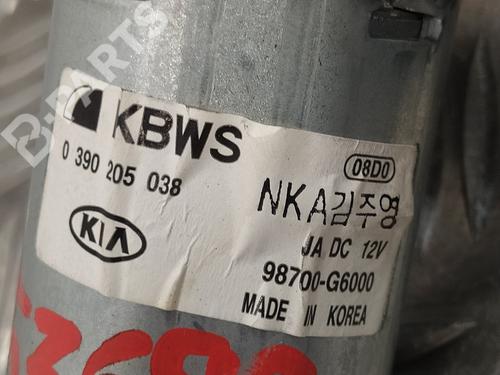 KBWS
0 390 205 038
08D0
NKA김주영
KIA
JA DC 12V
98700-G6000
MADE IN KOREA
B-PARTS